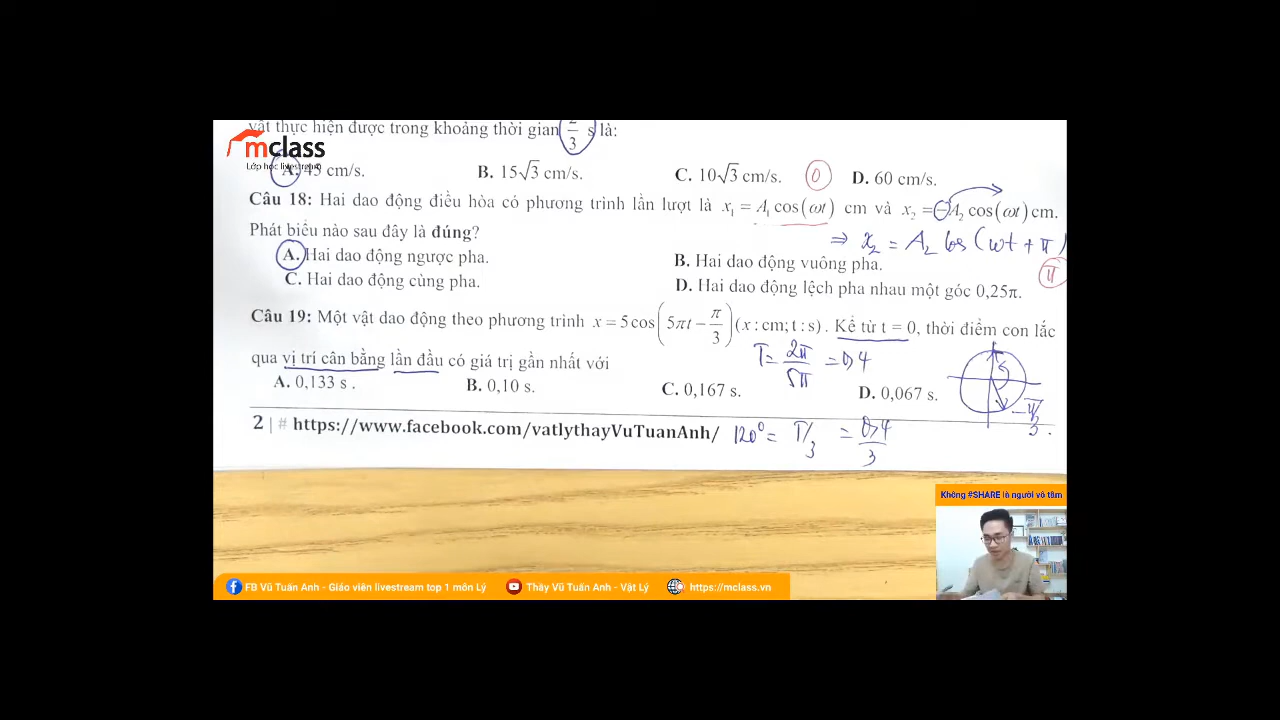 vật thực hiện được trong khoảng thời gian 2/3 s là:
mclass
Lớp học livestream
A. 45 cm/s. B. 15√3 cm/s. C. 10√3 cm/s. 0 D. 60 cm/s.
Câu 18: Hai dao động điều hòa có phương trình lần lượt là x₁ = A₁ cos(ωt) cm và x₂ = −A₂ cos(ωt) cm.
Phát biểu nào sau đây là đúng?
⇒ x₂ = A₂ cos(ωt + π)
A. Hai dao động ngược pha. B. Hai dao động vuông pha.
π
C. Hai dao động cùng pha. D. Hai dao động lệch pha nhau một góc 0,25π.
Câu 19: Một vật dao động theo phương trình x = 5cos(5πt − π/3) (x : cm; t : s). Kể từ t = 0, thời điểm con lắc
qua vị trí cân bằng lần đầu có giá trị gần nhất với
T = 2π/5π = 0,4
A. 0,133 s. B. 0,10 s. C. 0,167 s. D. 0,067 s.
−π/3
2 | # https://www.facebook.com/vatlythayVuTuanAnh/
120° = T/3 = 0,4/3
Không #SHARE là người vô tâm
FB Vũ Tuấn Anh - Giáo viên livestream top 1 môn Lý Thầy Vũ Tuấn Anh - Vật Lý https://mclass.vn